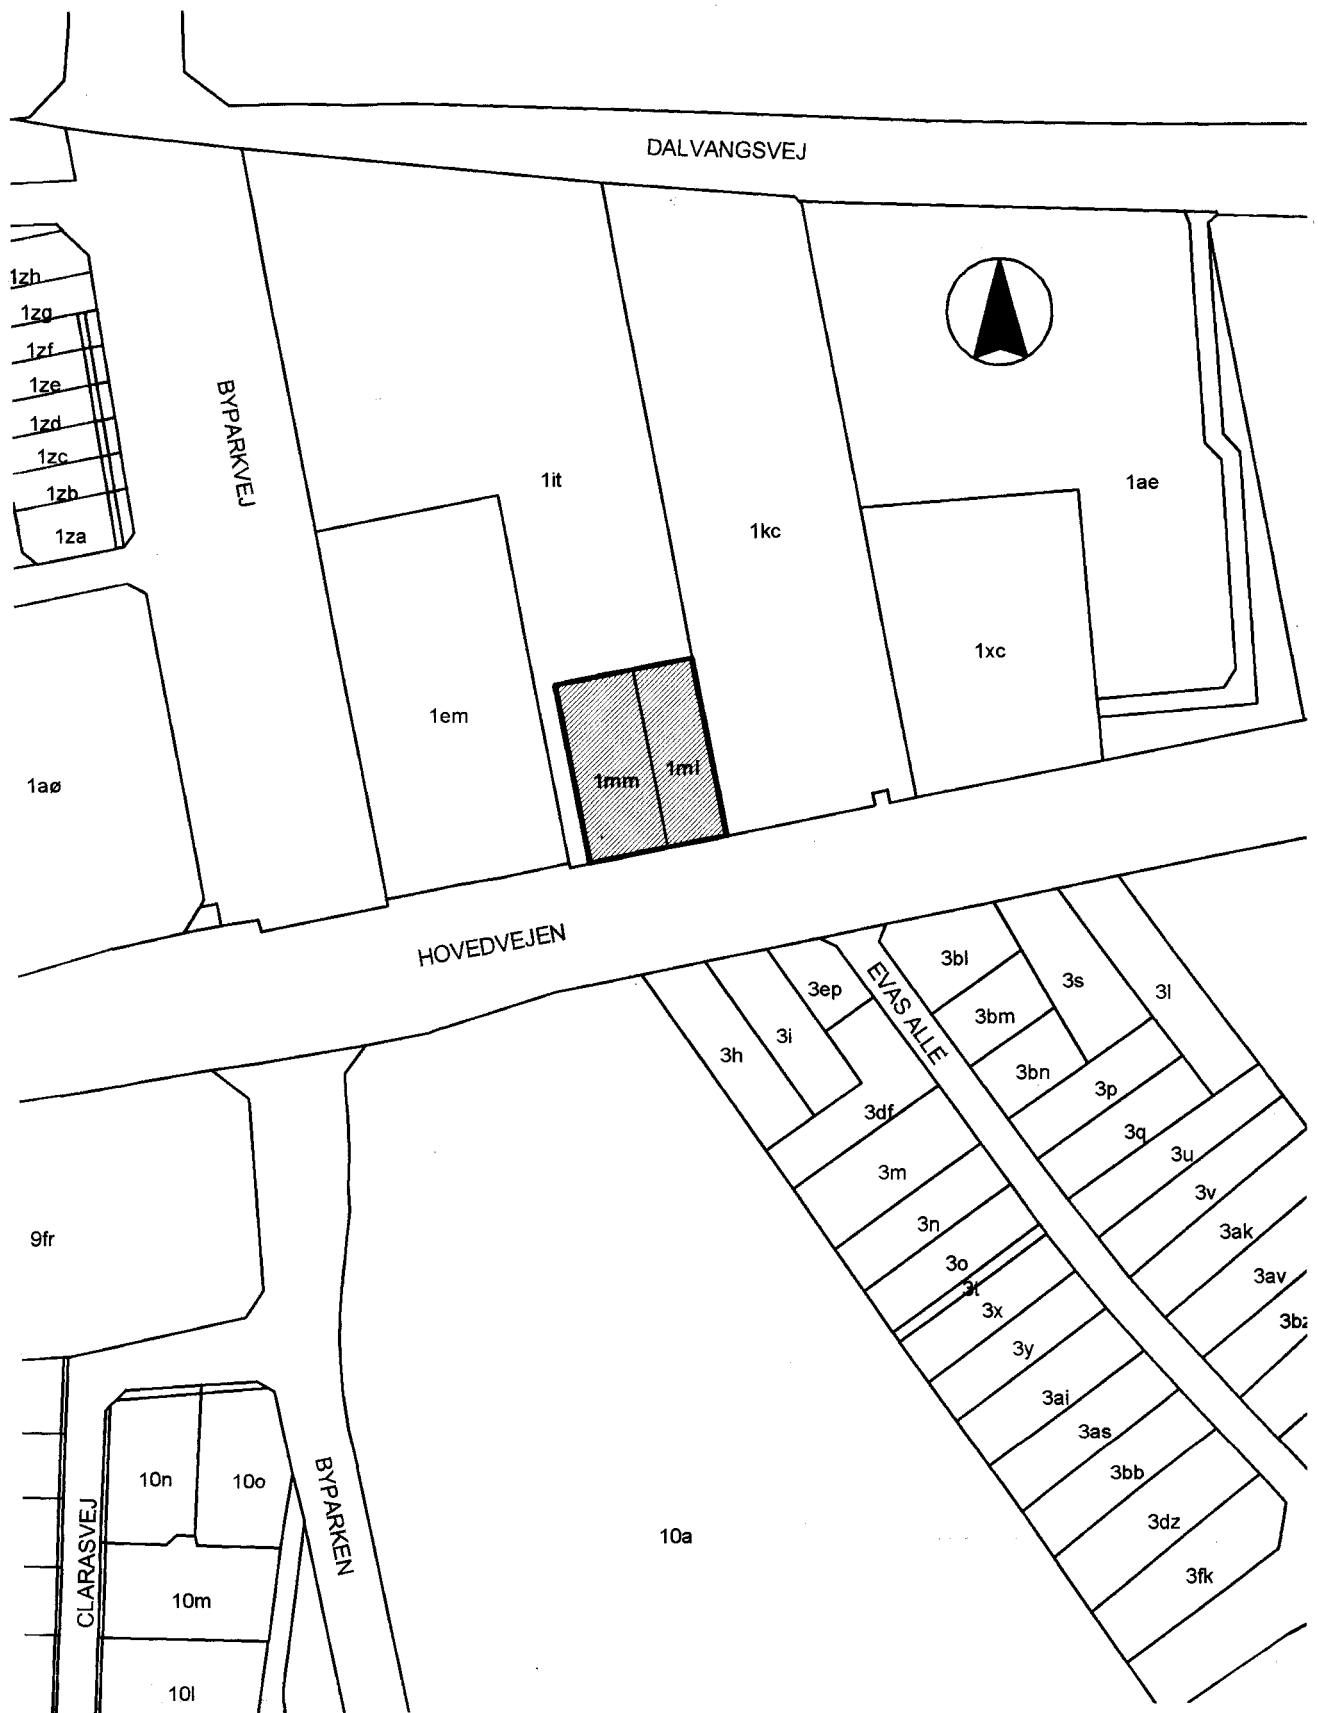 DALVANGSVEJ
1zh
1zg
1zf
1ze
1zd
1zc
1zb
1za
BYPARKVEJ
1it
1kc
1ae
1xc
1em
1mm
1ml
1aø
HOVEDVEJEN
EVAS ALLE
3bl
3s
3l
3ep
3bm
3i
3h
3bn
3p
3df
3q
3u
3m
3v
3n
3ak
9fr
3o
3t
3av
3x
3bz
3y
3ai
3as
3bb
3dz
3fk
10n
10o
BYPARKEN
CLARASVEJ
10a
10m
10l